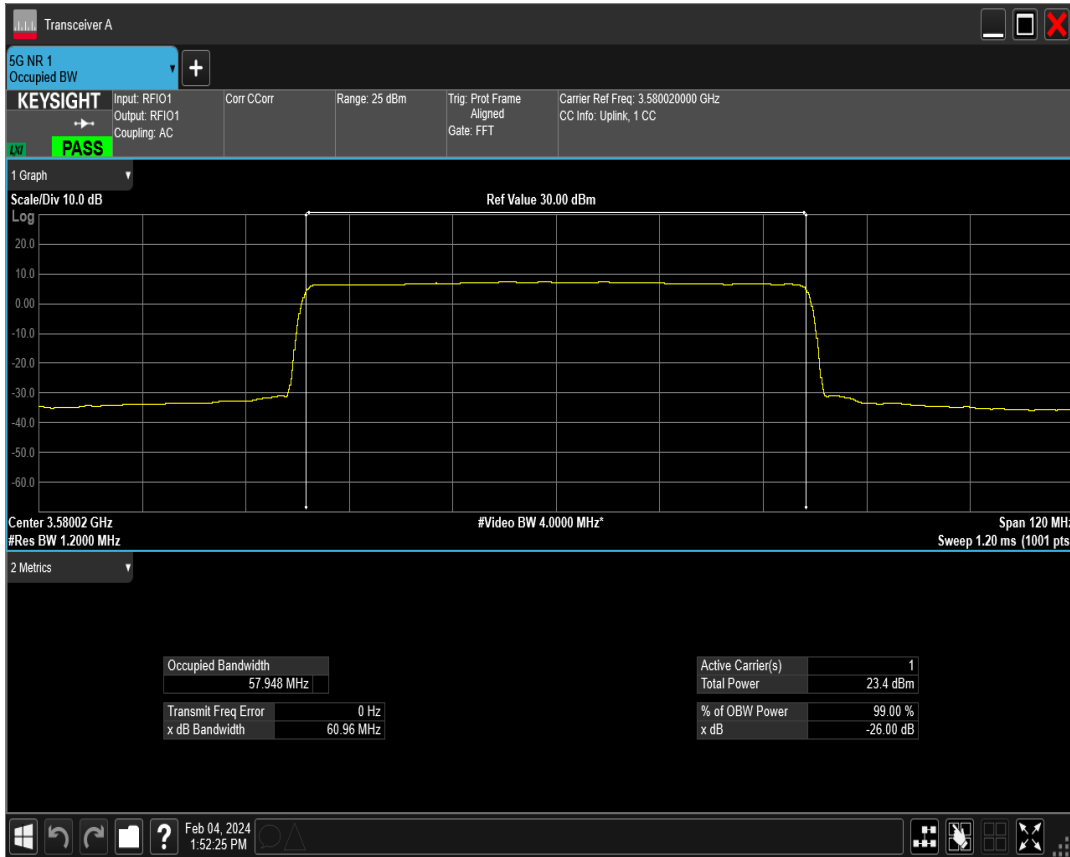 Transceiver A
5G NR 1
Occupied BW
KEYSIGHT
LXI
PASS
Input: RFIO1
Output: RFIO1
Coupling: AC
Corr CCorr
Range: 25 dBm
Trig: Prot Frame
Aligned
Gate: FFT
Carrier Ref Freq: 3.580020000 GHz
CC Info: Uplink, 1 CC
1 Graph
Scale/Div 10.0 dB
Ref Value 30.00 dBm
Log
20.0
10.0
0.00
-10.0
-20.0
-30.0
-40.0
-50.0
-60.0
Center 3.58002 GHz
#Video BW 4.0000 MHz*
Span 120 MHz
#Res BW 1.2000 MHz
Sweep 1.20 ms (1001 pts
2 Metrics
Occupied Bandwidth
57.948 MHz
Transmit Freq Error 0 Hz
x dB Bandwidth 60.96 MHz
Active Carrier(s) 1
Total Power 23.4 dBm
% of OBW Power 99.00 %
x dB -26.00 dB
Feb 04, 2024
1:52:25 PM